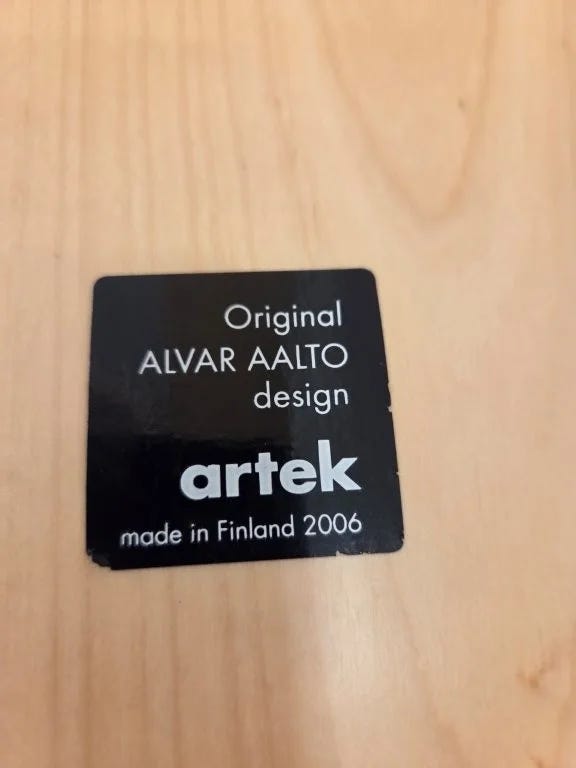 Original
ALVAR AALTO
design
artek
made in Finland 2006